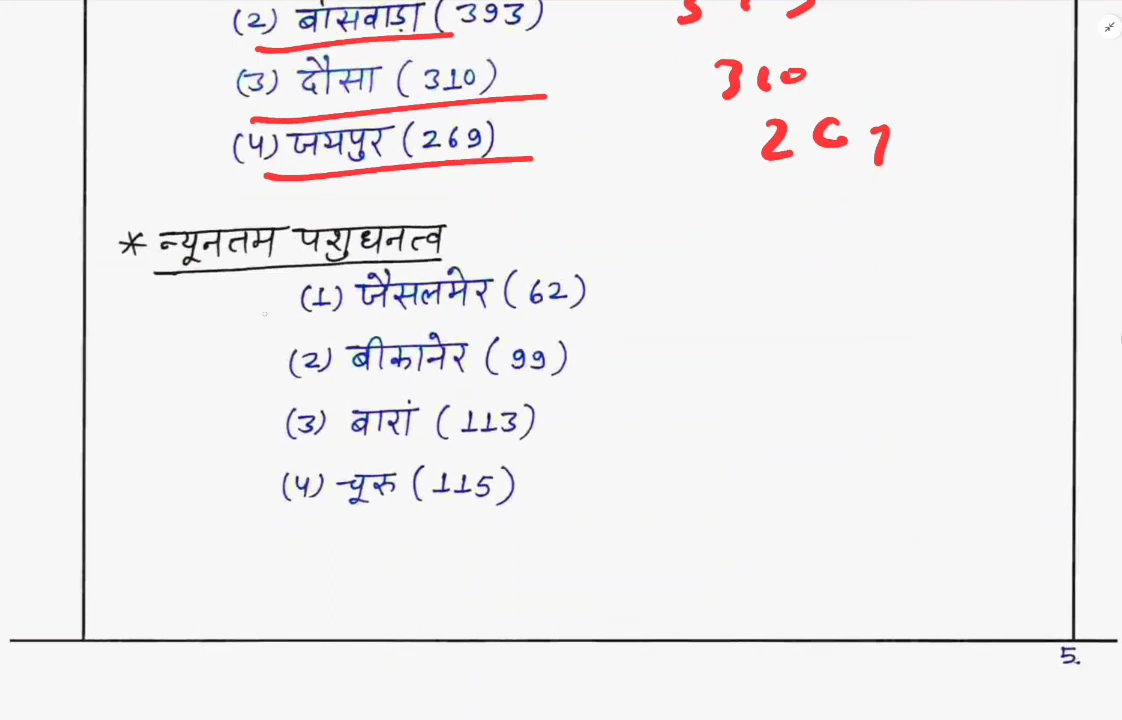 (2) बांसवाड़ा (393)
(3) दौसा (310)
310
(4) जयपुर (269)
* न्यूनतम पशुघनत्व
(1) जैसलमेर (62)
(2) बीकानेर (99)
(3) बारां (113)
(4) चूरू (115)
5.